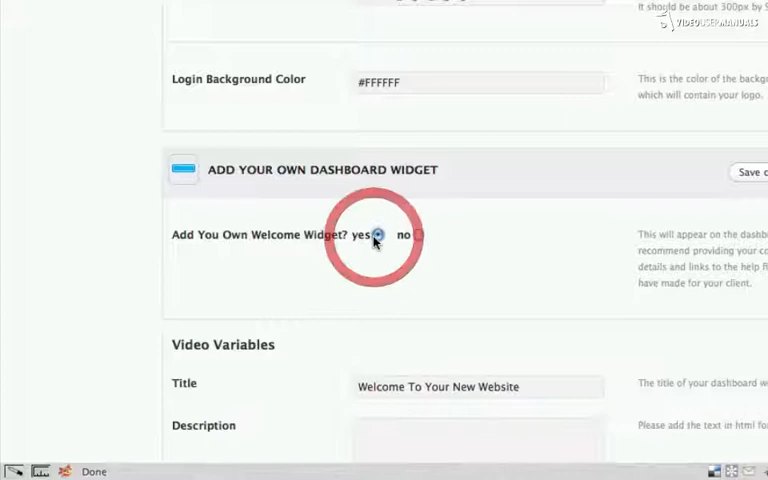 It should be about 300px by 9
VIDEOUSERMANUALS
Login Background Color
#FFFFFF
This is the color of the backg
which will contain your logo.
ADD YOUR OWN DASHBOARD WIDGET
Save c
Add You Own Welcome Widget? yes no
This will appear on the dashb
recommend providing your co
details and links to the help f
have made for your client.
Video Variables
Title
Welcome To Your New Website
The title of your dashboard w
Description
Please add the text in html fo
Done